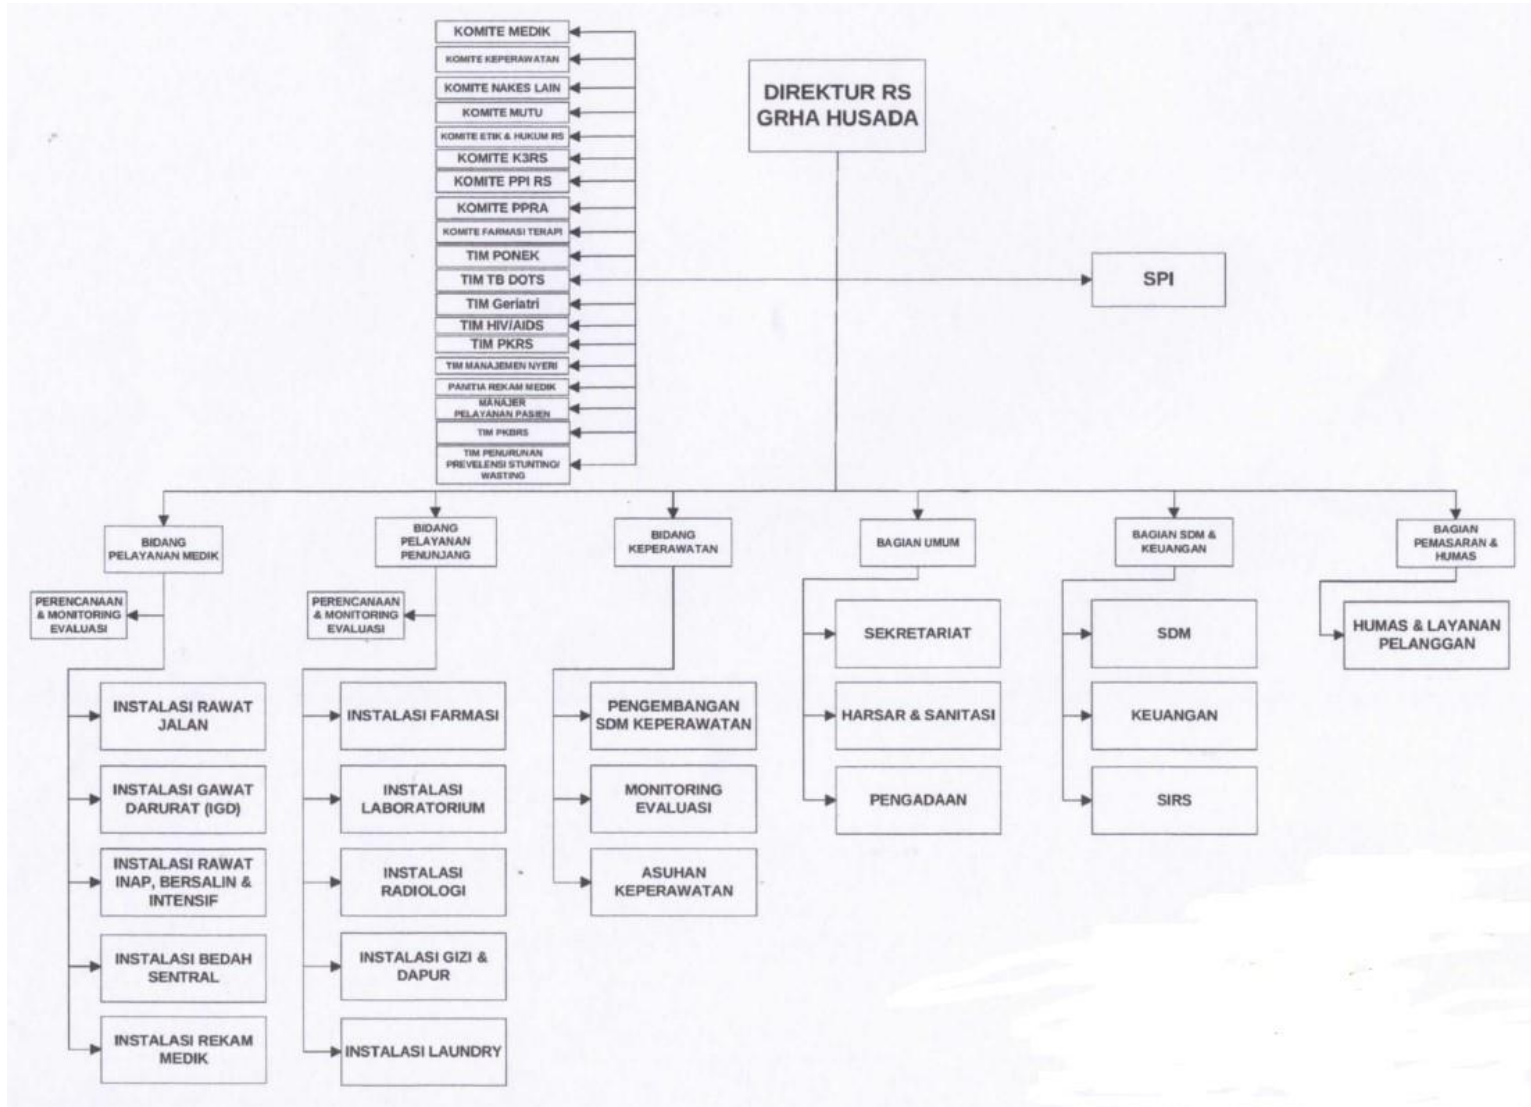 KOMITE MEDIK
KOMITE KEPERAWATAN
KOMITE NAKES LAIN
KOMITE MUTU
KOMITE ETIK & HUKUM RS
KOMITE K3RS
KOMITE PPI RS
KOMITE PPRA
KOMITE FARMASI TERAPI
TIM PONEK
TIM TB DOTS
TIM Geriatri
TIM HIV/AIDS
TIM PKRS
TIM MANAJEMEN NYERI
PANITIA REKAM MEDIK
MANAJER
PELAYANAN PASIEN
TIM PKBRS
TIM PENURUNAN
PREVELENSI STUNTING/
WASTING
DIREKTUR RS
GRHA HUSADA
SPI
BIDANG
PELAYANAN MEDIK
PERENCANAAN
& MONITORING
EVALUASI
INSTALASI RAWAT
JALAN
INSTALASI GAWAT
DARURAT (IGD)
INSTALASI RAWAT
INAP, BERSALIN &
INTENSIF
INSTALASI BEDAH
SENTRAL
INSTALASI REKAM
MEDIK
BIDANG
PELAYANAN
PENUNJANG
PERENCANAAN
& MONITORING
EVALUASI
INSTALASI FARMASI
INSTALASI
LABORATORIUM
INSTALASI
RADIOLOGI
INSTALASI GIZI &
DAPUR
INSTALASI LAUNDRY
BIDANG
KEPERAWATAN
PENGEMBANGAN
SDM KEPERAWATAN
MONITORING
EVALUASI
ASUHAN
KEPERAWATAN
BAGIAN UMUM
SEKRETARIAT
HARSAR & SANITASI
PENGADAAN
BAGIAN SDM &
KEUANGAN
SDM
KEUANGAN
SIRS
BAGIAN
PEMASARAN &
HUMAS
HUMAS & LAYANAN
PELANGGAN